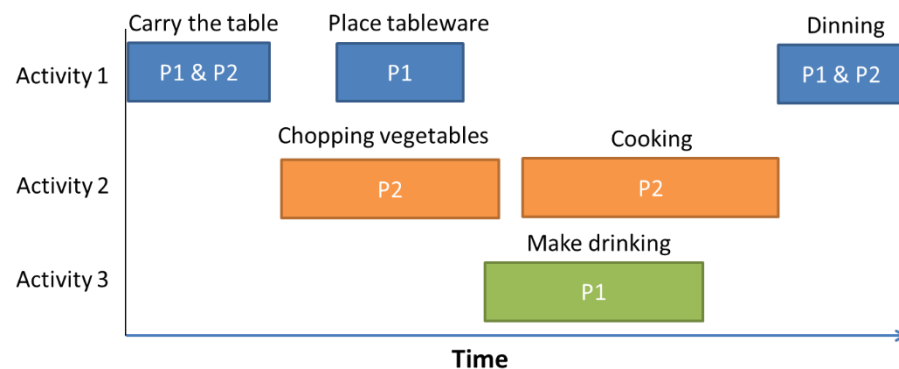 Carry the table
Place tableware
Dinning
Activity 1
P1 & P2
P1
P1 & P2
Chopping vegetables
Cooking
Activity 2
P2
P2
Make drinking
Activity 3
P1
Time